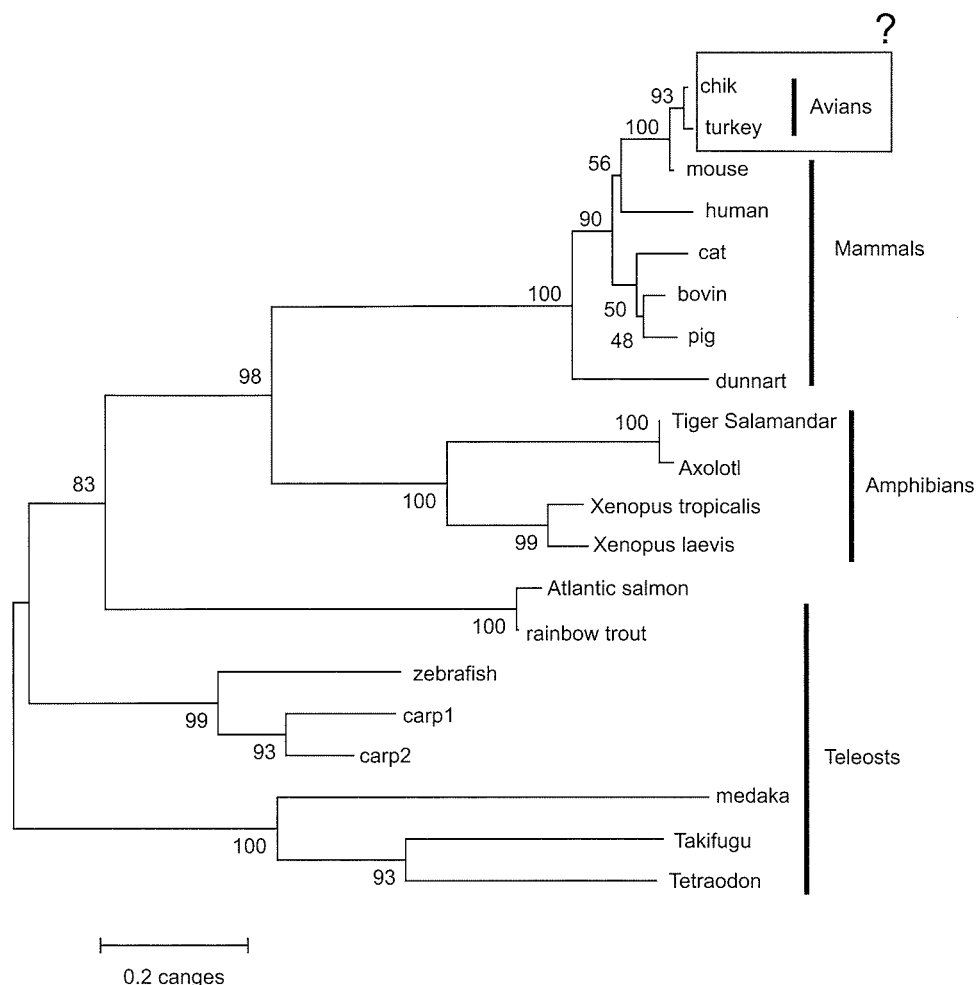 ?
chik
93
Avians
turkey
100
mouse
56
human
Mammals
90
cat
bovin
100
50
pig
48
dunnart
98
100
Tiger Salamandar
Axolotl
83
Amphibians
100
Xenopus tropicalis
99
Xenopus laevis
Atlantic salmon
100
rainbow trout
zebrafish
99
carp1
93
carp2
Teleosts
medaka
100
Takifugu
93
Tetraodon
0.2 canges